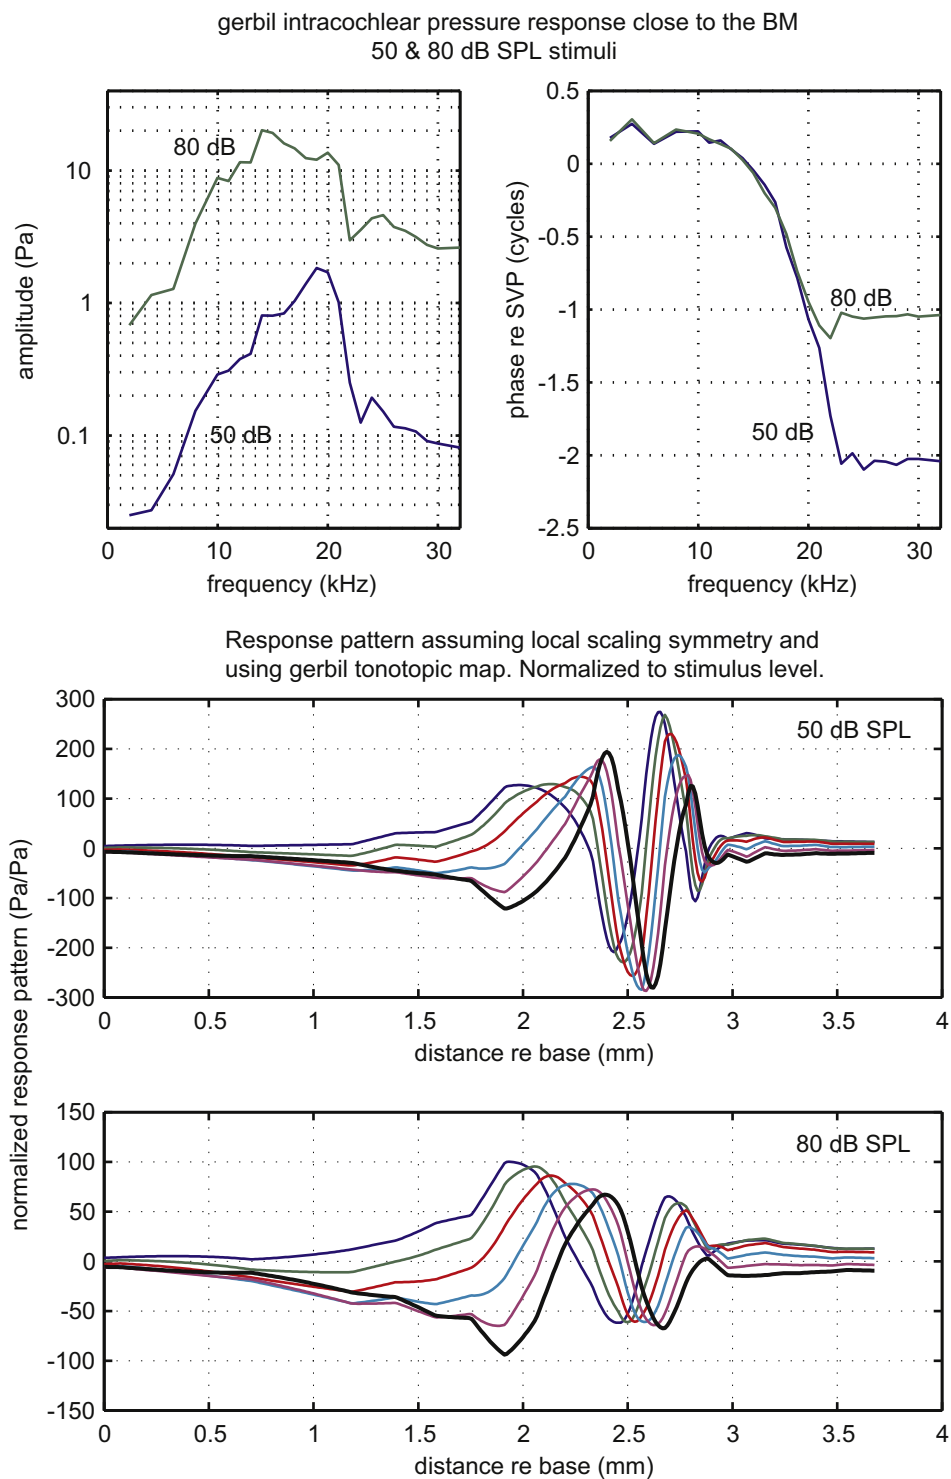 gerbil intracochlear pressure response close to the BM
50 & 80 dB SPL stimuli
amplitude (Pa)
10
1
0.1
80 dB
50 dB
0
10
20
30
frequency (kHz)
phase re SVP (cycles)
0.5
0
-0.5
-1
-1.5
-2
-2.5
80 dB
50 dB
0
10
20
30
frequency (kHz)
Response pattern assuming local scaling symmetry and
using gerbil tonotopic map. Normalized to stimulus level.
normalized response pattern (Pa/Pa)
300
200
100
0
-100
-200
-300
50 dB SPL
0
0.5
1
1.5
2
2.5
3
3.5
4
distance re base (mm)
150
100
50
0
-50
-100
-150
80 dB SPL
0
0.5
1
1.5
2
2.5
3
3.5
4
distance re base (mm)